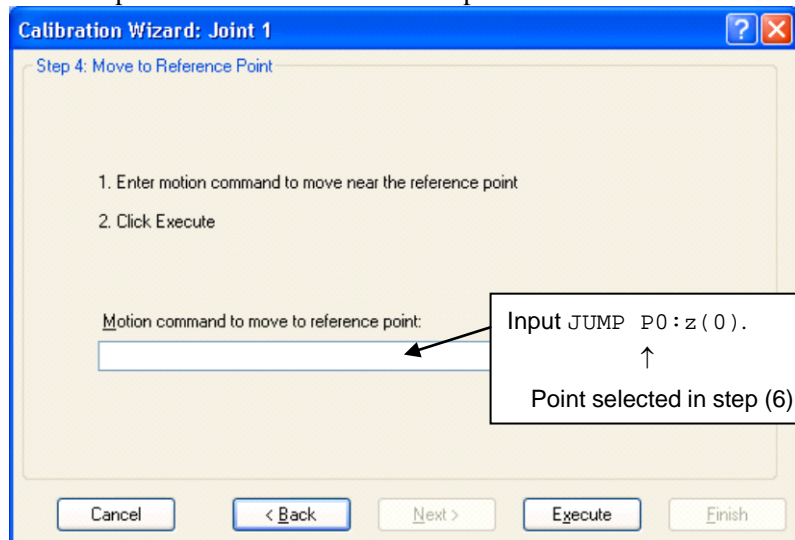 Calibration Wizard: Joint 1
Step 4: Move to Reference Point
1. Enter motion command to move near the reference point
2. Click Execute
Motion command to move to reference point:
Input JUMP P0:z(0).
↑
Point selected in step (6)
Cancel
< Back
Next >
Execute
Finish